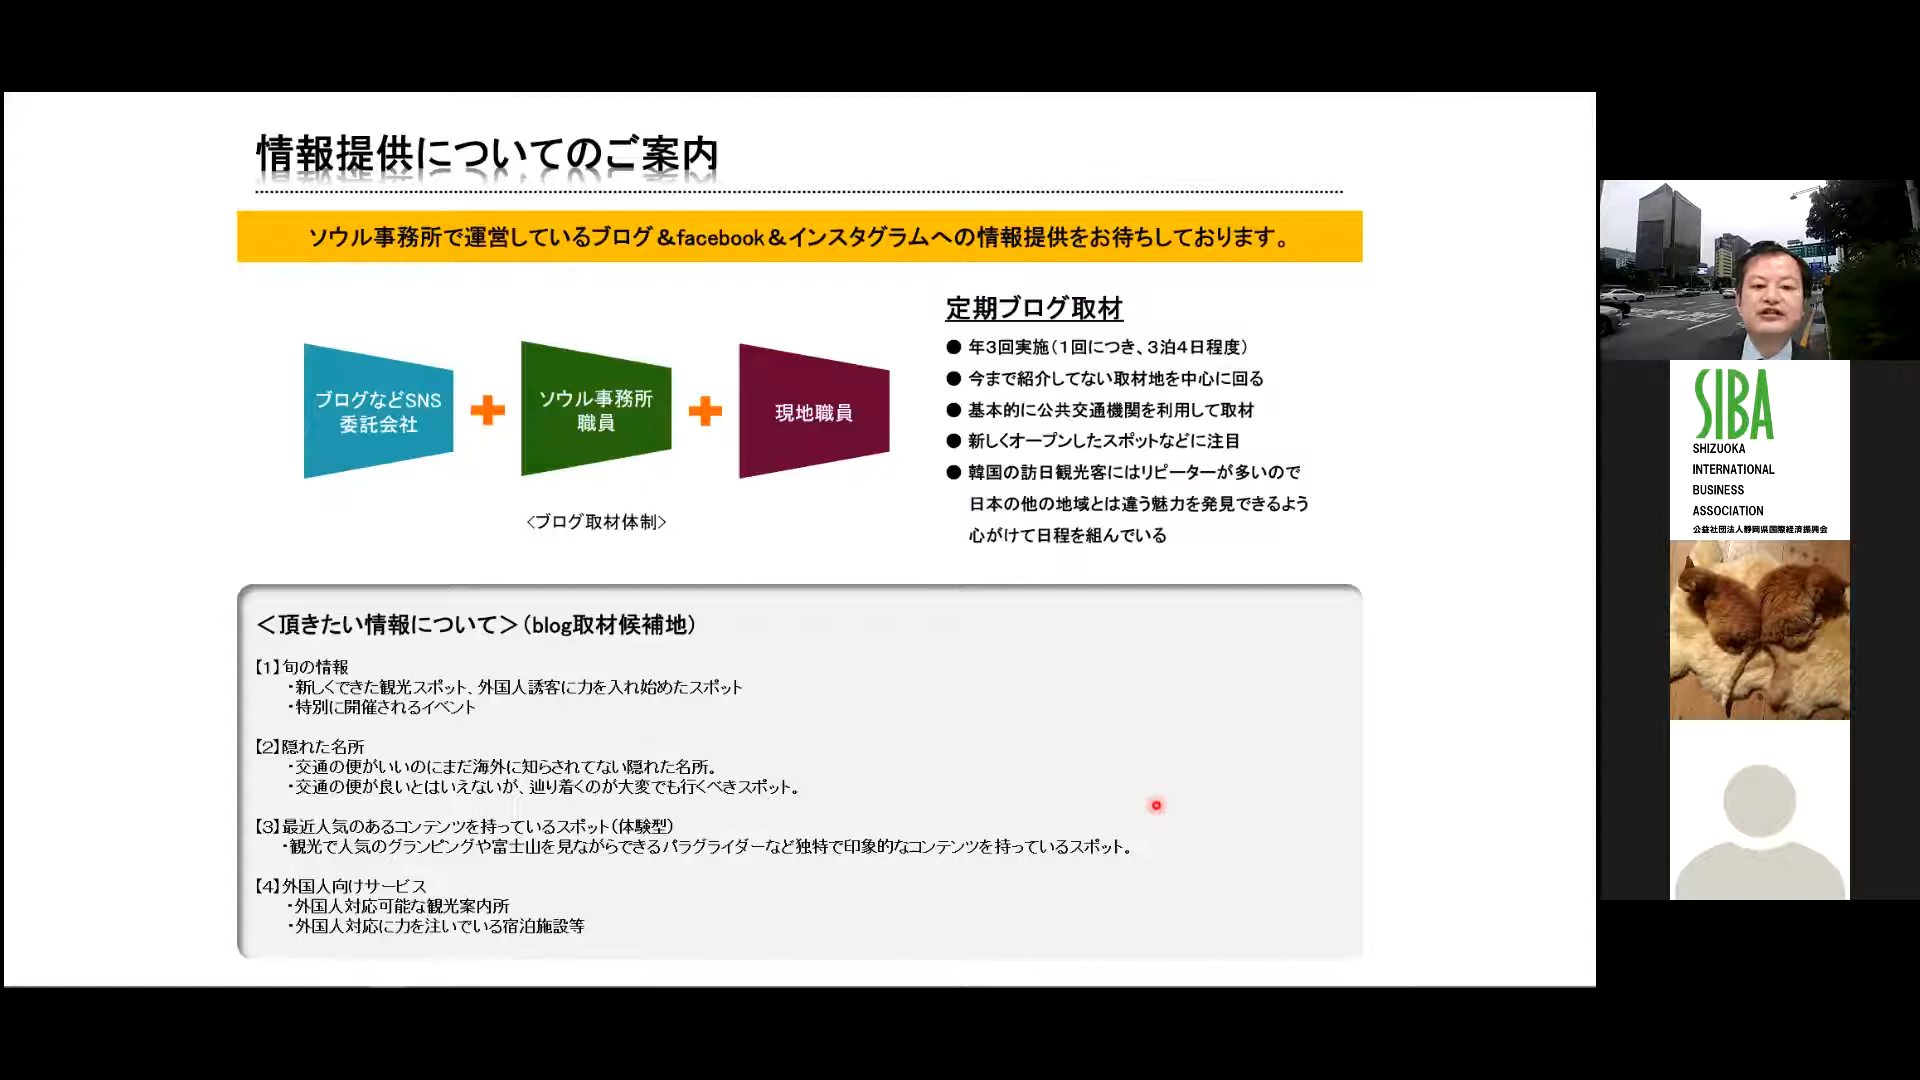 情報提供についてのご案内
ソウル事務所で運営しているブログ&facebook&インスタグラムへの情報提供をお待ちしております。
ブログなどSNS
委託会社
ソウル事務所
職員
現地職員
<ブログ取材体制>
定期ブログ取材
● 年3回実施(1回につき、3泊4日程度)
● 今まで紹介してない取材地を中心に回る
● 基本的に公共交通機関を利用して取材
● 新しくオープンしたスポットなどに注目
● 韓国の訪日観光客にはリピーターが多いので
日本の他の地域とは違う魅力を発見できるよう
心がけて日程を組んでいる
<頂きたい情報について>(blog取材候補地)
【1】旬の情報
・新しくできた観光スポット、外国人誘客に力を入れ始めたスポット
・特別に開催されるイベント
【2】隠れた名所
・交通の便がいいのにまだ海外に知らされてない隠れた名所。
・交通の便が良いとはいえないが、辿り着くのが大変でも行くべきスポット。
【3】最近人気のあるコンテンツを持っているスポット(体験型)
・観光で人気のグランピングや富士山を見ながらできるパラグライダーなど独特で印象的なコンテンツを持っているスポット。
【4】外国人向けサービス
・外国人対応可能な観光案内所
・外国人対応に力を注いでいる宿泊施設等
SIBA
SHIZUOKA
INTERNATIONAL
BUSINESS
ASSOCIATION
公益社団法人静岡県国際経済振興会